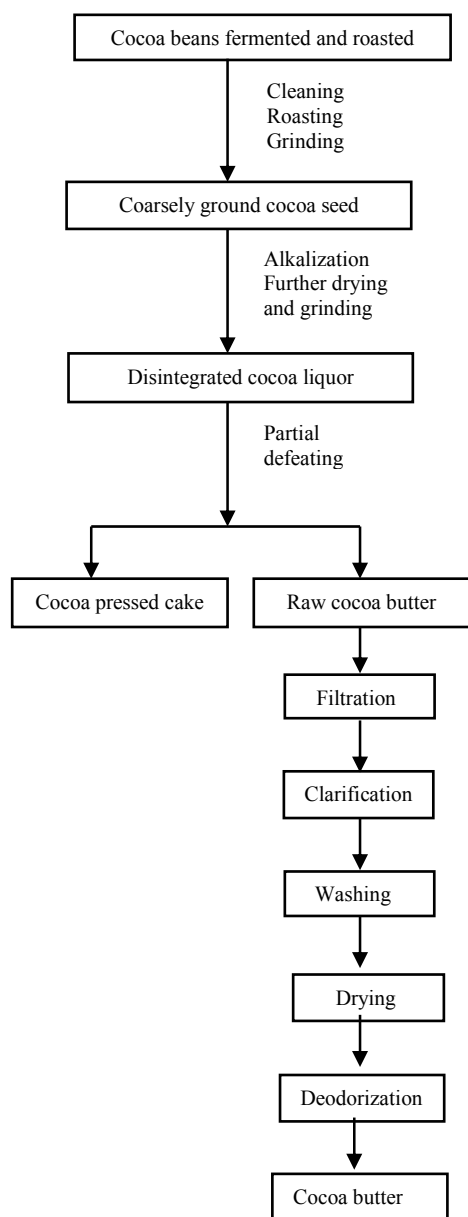 Cocoa beans fermented and roasted
Cleaning
Roasting
Grinding
Coarsely ground cocoa seed
Alkalization
Further drying
and grinding
Disintegrated cocoa liquor
Partial
defeating
Cocoa pressed cake
Raw cocoa butter
Filtration
Clarification
Washing
Drying
Deodorization
Cocoa butter